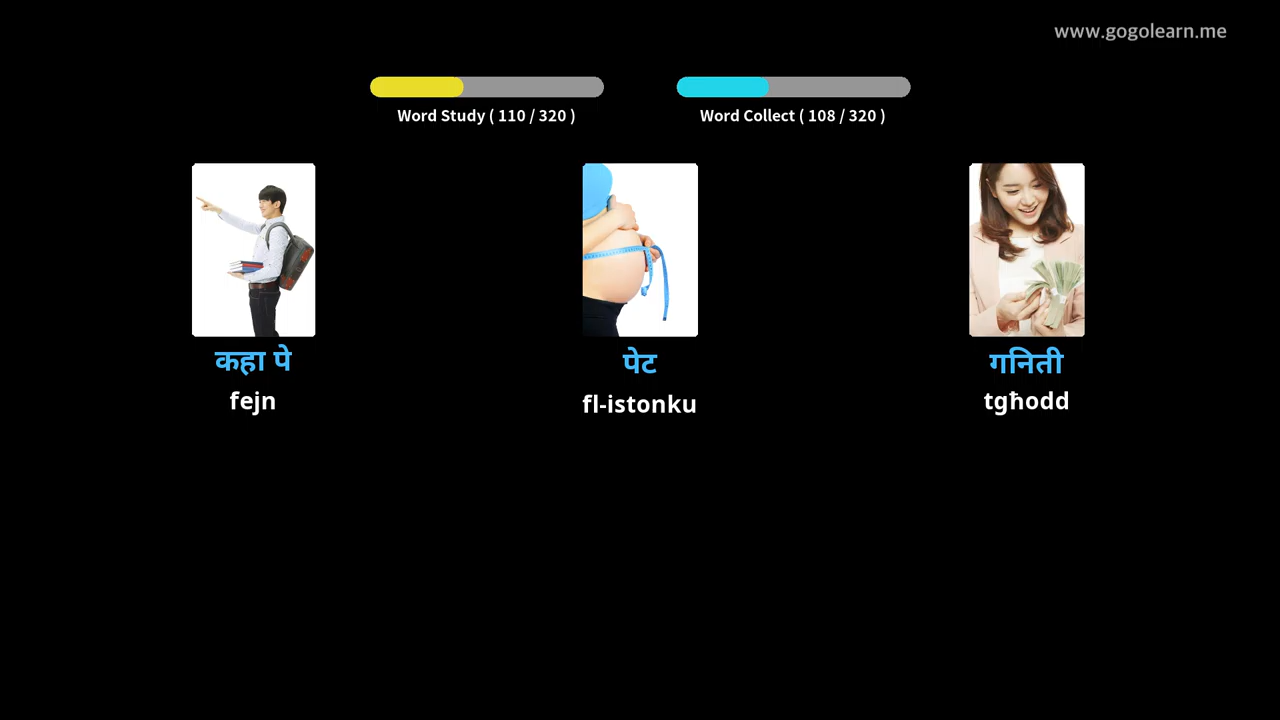 www.gogolearn.me
Word Study ( 110 / 320 )
Word Collect ( 108 / 320 )
कहा पे
fejn
पेट
fl-istonku
गनिती
tgħodd